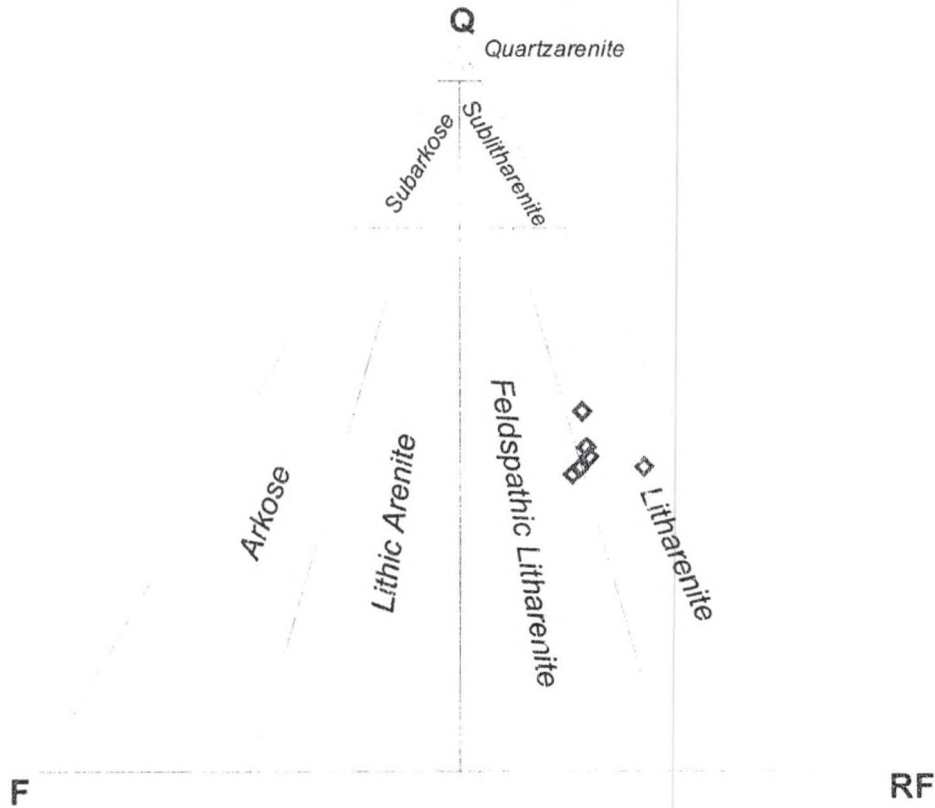 Q
Quartzarenite
Subarkose
Sublitharenite
Arkose
Lithic Arenite
Feldspathic Litharenite
Litharenite
F
RF